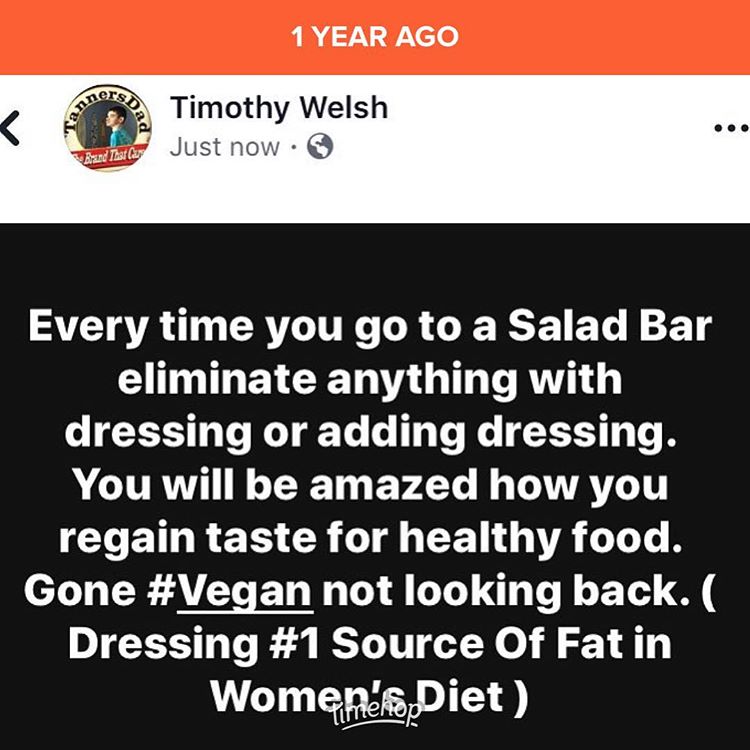 1 YEAR AGO
TannersDad
Timothy Welsh
Just now
Brand That Care
Every time you go to a Salad Bar
eliminate anything with
dressing or adding dressing.
You will be amazed how you
regain taste for healthy food.
Gone #Vegan not looking back. (
Dressing #1 Source Of Fat in
Women's Diet )
Timehop